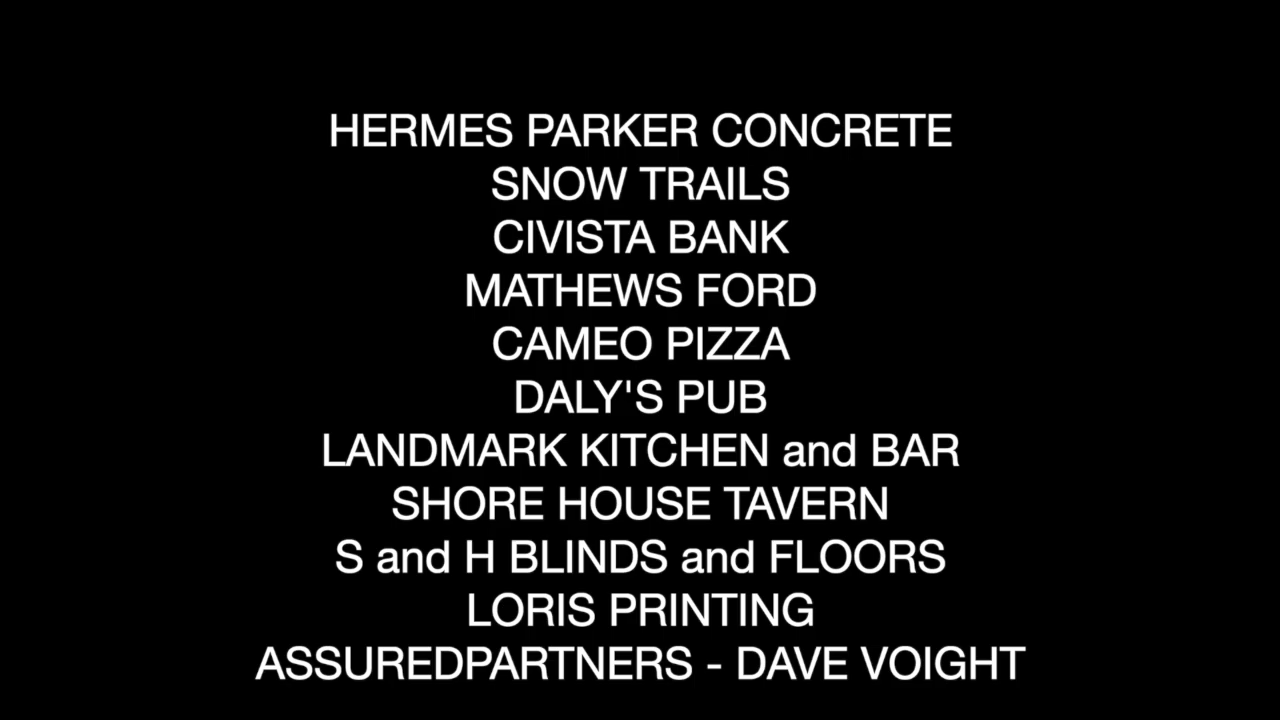 HERMES PARKER CONCRETE
SNOW TRAILS
CIVISTA BANK
MATHEWS FORD
CAMEO PIZZA
DALY'S PUB
LANDMARK KITCHEN and BAR
SHORE HOUSE TAVERN
S and H BLINDS and FLOORS
LORIS PRINTING
ASSUREDPARTNERS - DAVE VOIGHT